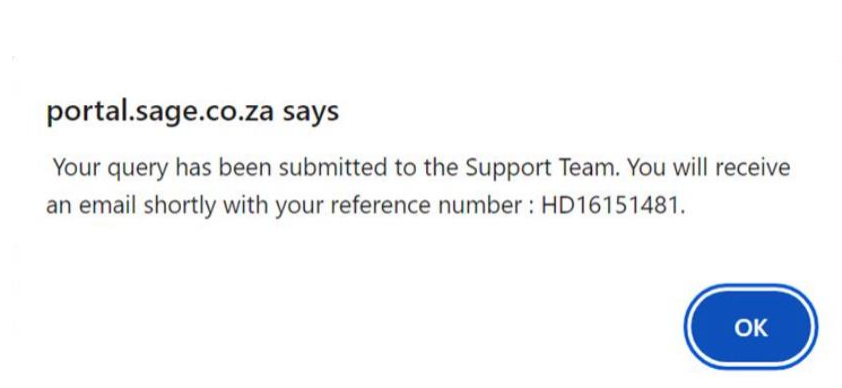 portal.sage.co.za says
Your query has been submitted to the Support Team. You will receive
an email shortly with your reference number : HD16151481.
OK